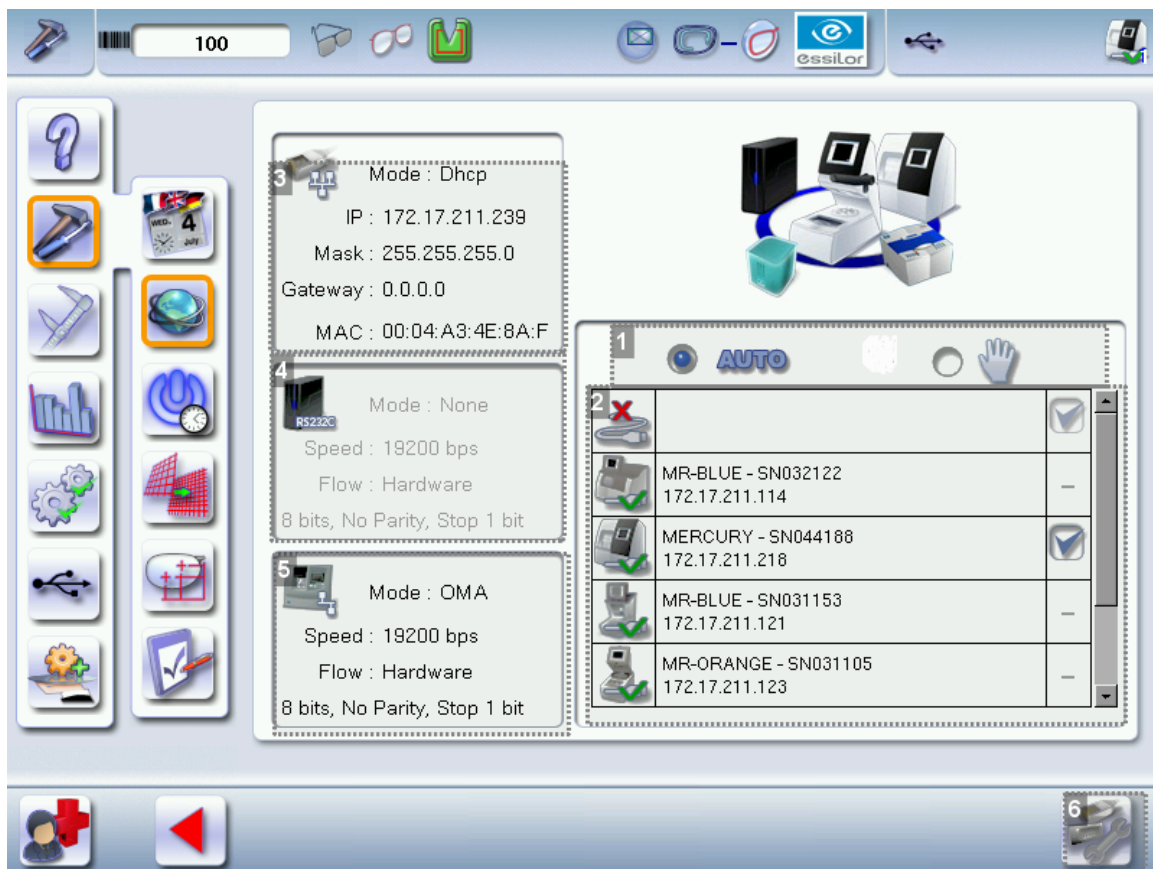 100
essilor
1
WED.
4
July
3
Mode : Dhcp
IP : 172.17.211.239
Mask : 255.255.255.0
Gateway : 0.0.0.0
MAC : 00:04:A3:4E:8A:F
4
RS232C
Mode : None
Speed : 19200 bps
Flow : Hardware
8 bits, No Parity, Stop 1 bit
5
Mode : OMA
Speed : 19200 bps
Flow : Hardware
8 bits, No Parity, Stop 1 bit
1
AUTO
2
MR-BLUE - SN032122
172.17.211.114
–
MERCURY - SN044188
172.17.211.218
MR-BLUE - SN031153
172.17.211.121
–
MR-ORANGE - SN031105
172.17.211.123
–
6